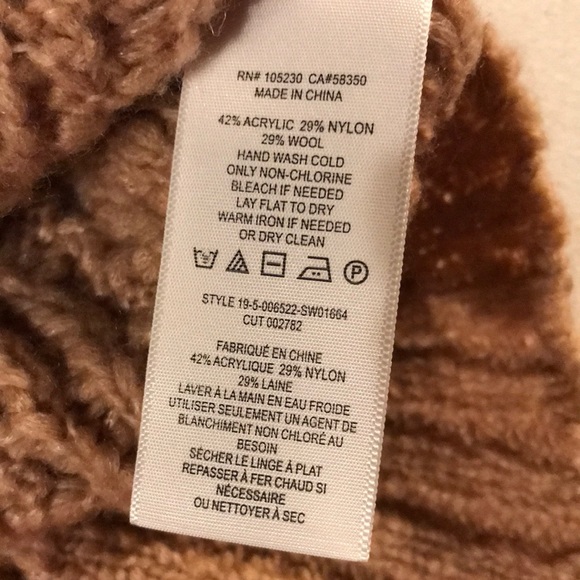 RN# 105230 CA#58350
MADE IN CHINA
42% ACRYLIC 29% NYLON
29% WOOL
HAND WASH COLD
ONLY NON-CHLORINE
BLEACH IF NEEDED
LAY FLAT TO DRY
WARM IRON IF NEEDED
OR DRY CLEAN
P
STYLE 19-5-006522-SW01664
CUT 002782
FABRIQUÉ EN CHINE
42% ACRYLIQUE 29% NYLON
29% LAINE
LAVER À LA MAIN EN EAU FROIDE
UTILISER SEULEMENT UN AGENT DE
BLANCHIMENT NON CHLORÉ AU
BESOIN
SÉCHER LE LINGE À PLAT
REPASSER À FER CHAUD SI
NÉCESSAIRE
OU NETTOYER À SEC